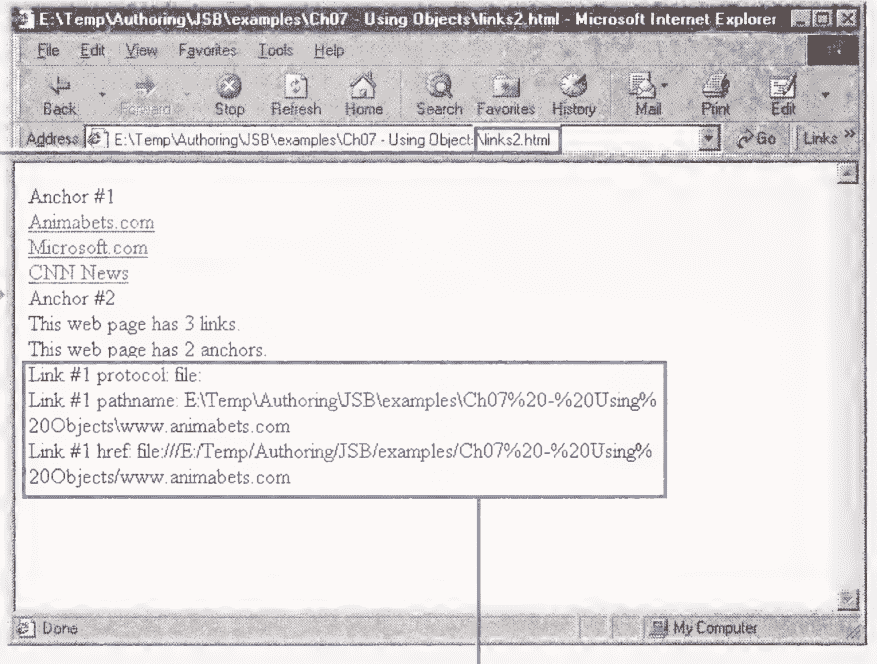 E:\Temp\Authoring\JSB\examples\Ch07 - Using Objects\links2.html - Microsoft Internet Explorer
File Edit View Favorites Tools Help
Back Forward Stop Refresh Home Search Favorites History Mail Print Edit
Address E:\Temp\Authoring\JSB\examples\Ch07 - Using Object \links2.html Go Links »
Anchor #1
Animabets.com
Microsoft.com
CNN News
Anchor #2
This web page has 3 links.
This web page has 2 anchors.
Link #1 protocol: file:
Link #1 pathname: E:\Temp\Authoring\JSB\examples\Ch07%20-%20Using%
20Objects\www.animabets.com
Link #1 href: file:///E:/Temp/Authoring/JSB/examples/Ch07%20-%20Using%
20Objects/www.animabets.com
Done My Computer